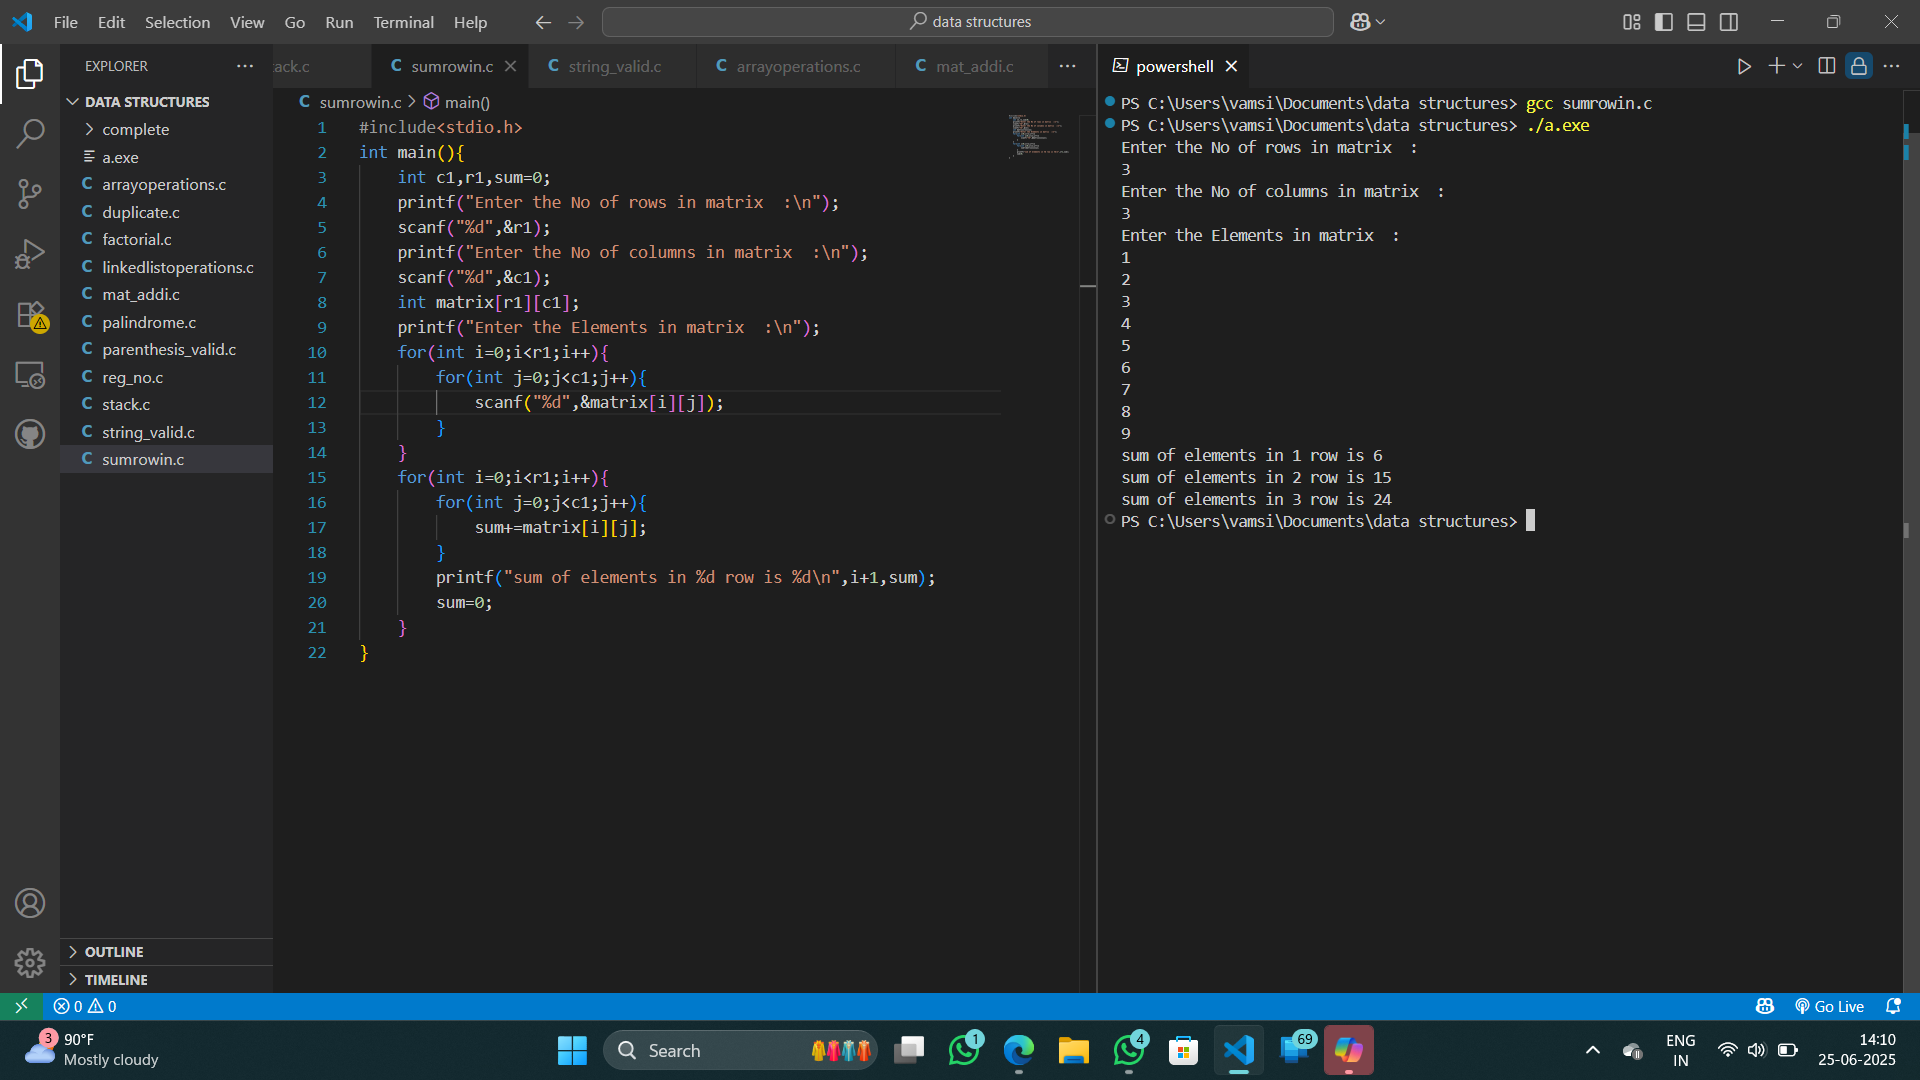 File Edit Selection View Go Run Terminal Help
data structures
EXPLORER
DATA STRUCTURES
complete
a.exe
C arrayoperations.c
C duplicate.c
C factorial.c
C linkedlistoperations.c
C mat_addi.c
C palindrome.c
C parenthesis_valid.c
C reg_no.c
C stack.c
C string_valid.c
C sumrowin.c
OUTLINE
TIMELINE
ack.c C sumrowin.c C string_valid.c C arrayoperations.c C mat_addi.c
C sumrowin.c > main()
1 #include<stdio.h>
2 int main(){
3     int c1,r1,sum=0;
4     printf("Enter the No of rows in matrix  :\n");
5     scanf("%d",&r1);
6     printf("Enter the No of columns in matrix  :\n");
7     scanf("%d",&c1);
8     int matrix[r1][c1];
9     printf("Enter the Elements in matrix  :\n");
10     for(int i=0;i<r1;i++){
11         for(int j=0;j<c1;j++){
12             scanf("%d",&matrix[i][j]);
13         }
14     }
15     for(int i=0;i<r1;i++){
16         for(int j=0;j<c1;j++){
17             sum+=matrix[i][j];
18         }
19         printf("sum of elements in %d row is %d\n",i+1,sum);
20         sum=0;
21     }
22 }
powershell
PS C:\Users\vamsi\Documents\data structures> gcc sumrowin.c
PS C:\Users\vamsi\Documents\data structures> ./a.exe
Enter the No of rows in matrix  :
3
Enter the No of columns in matrix  :
3
Enter the Elements in matrix  :
1
2
3
4
5
6
7
8
9
sum of elements in 1 row is 6
sum of elements in 2 row is 15
sum of elements in 3 row is 24
PS C:\Users\vamsi\Documents\data structures>
0 0
Go Live
3
90°F
Mostly cloudy
Search
1
4
69
ENG
IN
14:10
25-06-2025